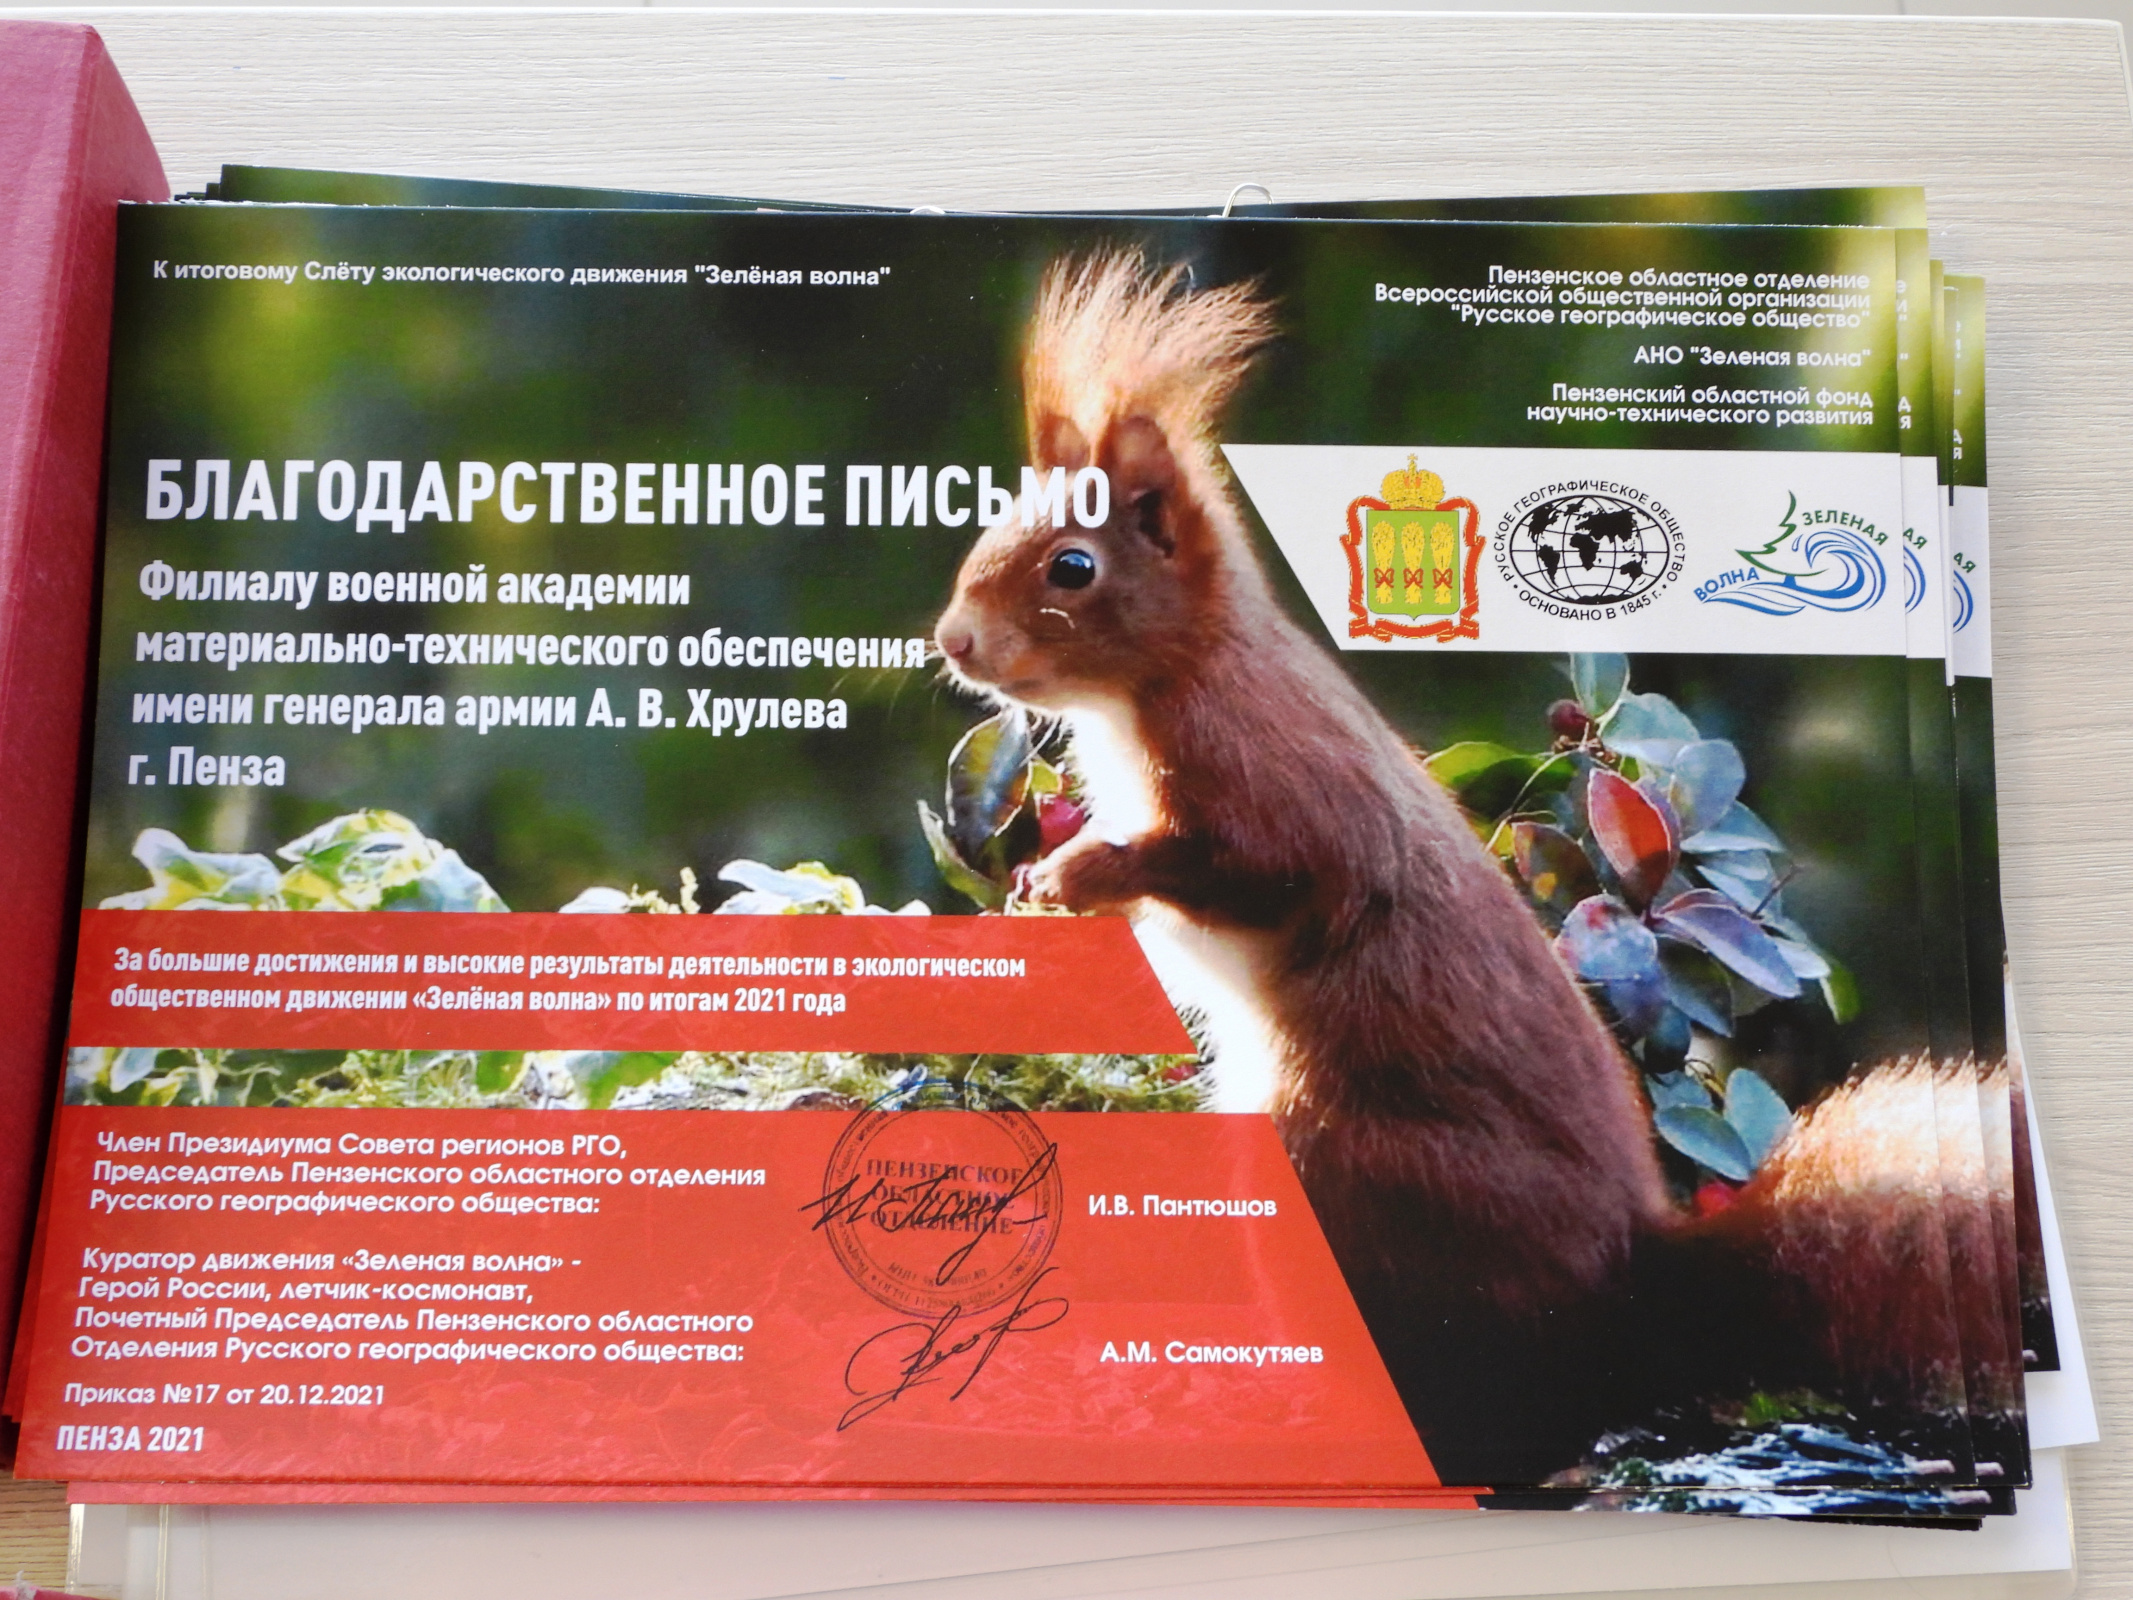 К итоговому Слёту экологического движения "Зелёная волна"
Пензенское областное отделение
Всероссийской общественной организации
"Русское географическое общество"
АНО "Зеленая волна"
Пензенский областной фонд
научно-технического развития
БЛАГОДАРСТВЕННОЕ ПИСЬМО
РУССКОЕ ГЕОГРАФИЧЕСКОЕ ОБЩЕСТВО
ОСНОВАНО В 1845 г.
ЗЕЛЕНАЯ
ВОЛНА
Филиалу военной академии
материально-технического обеспечения
имени генерала армии А. В. Хрулева
г. Пенза
За большие достижения и высокие результаты деятельности в экологическом
общественном движении «Зелёная волна» по итогам 2021 года
Член Президиума Совета регионов РГО,
Председатель Пензенского областного отделения
Русского географического общества:
И.В. Пантюшов
ПЕНЗЕНСКОЕ
ОБЛАСТНОЕ
ОТДЕЛЕНИЕ
Куратор движения «Зеленая волна» -
Герой России, летчик-космонавт,
Почетный Председатель Пензенского областного
Отделения Русского географического общества:
А.М. Самокутяев
Приказ №17 от 20.12.2021
ПЕНЗА 2021